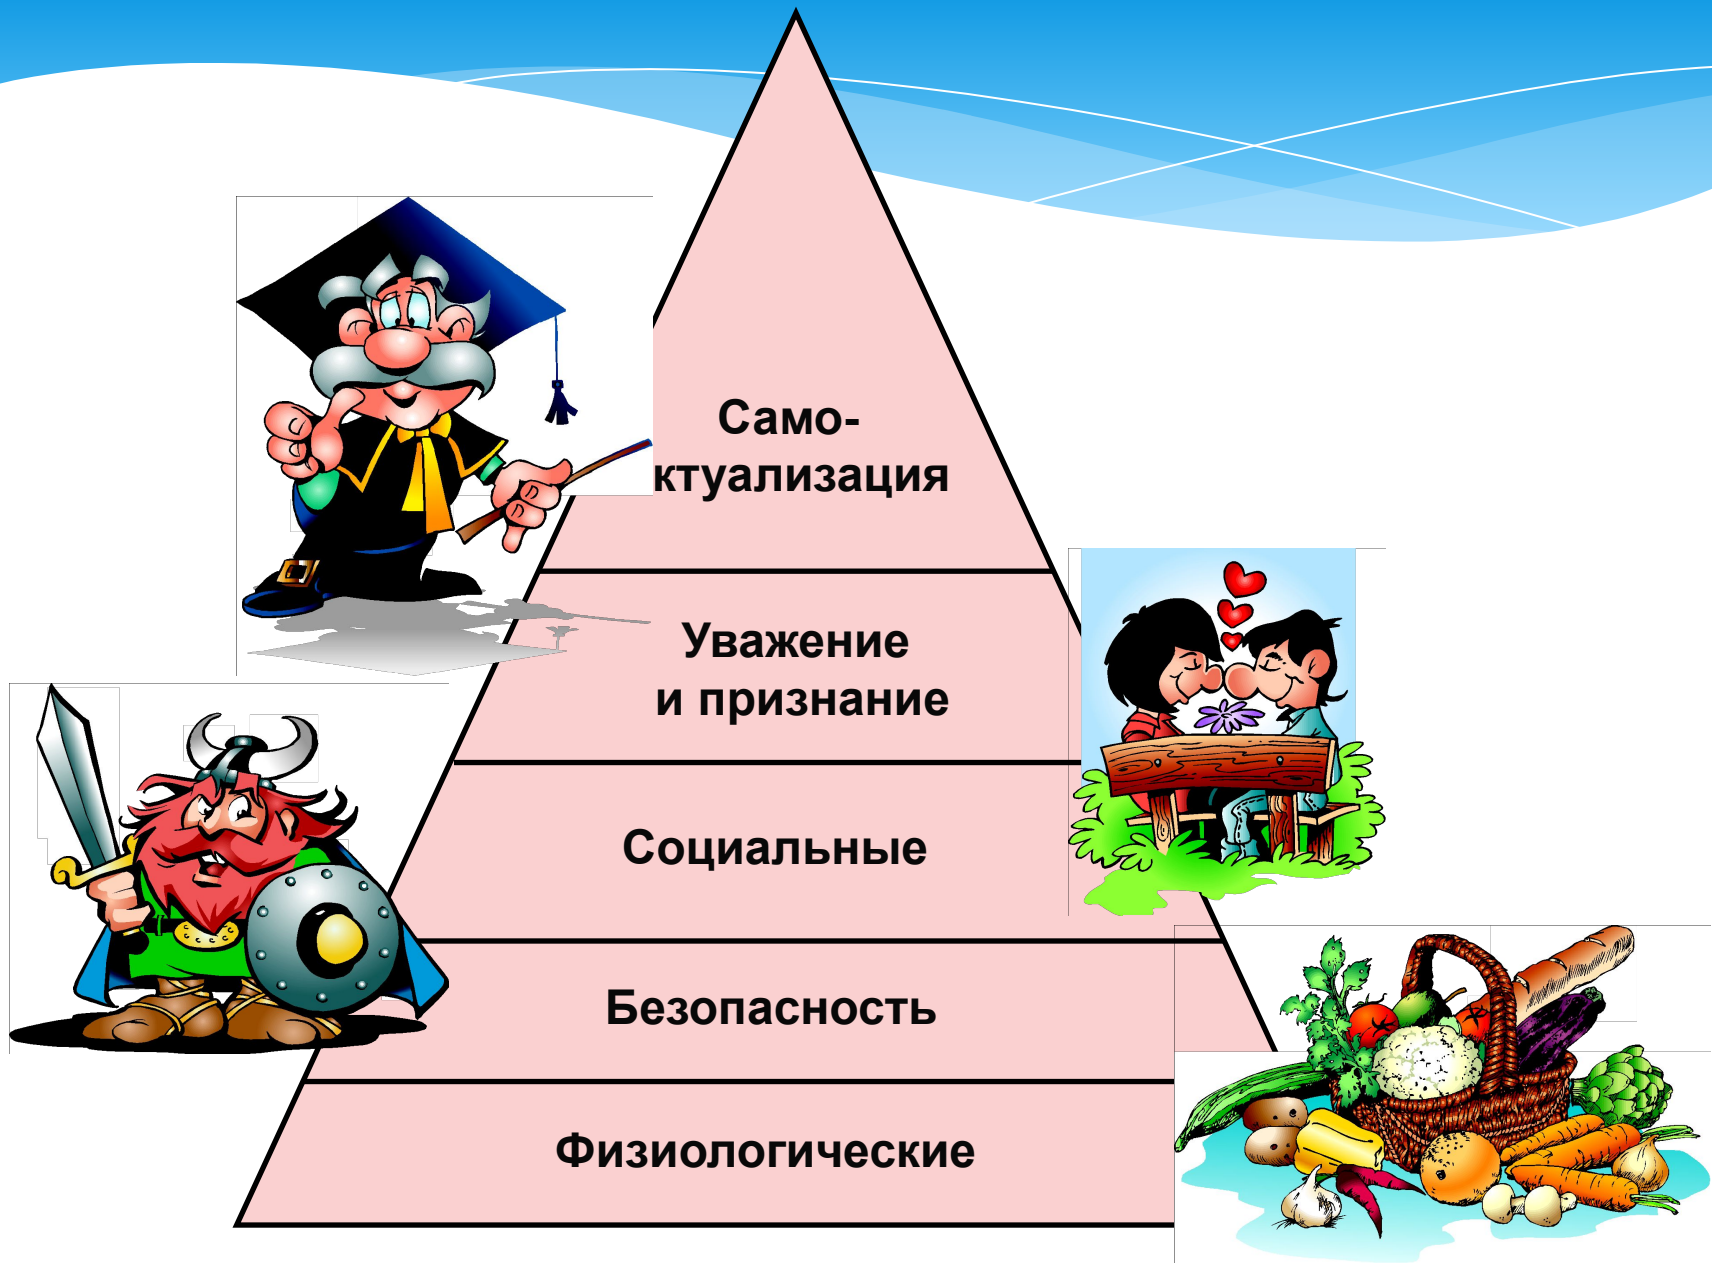 Само-
ктуализация
Уважение
и признание
Социальные
Безопасность
Физиологические